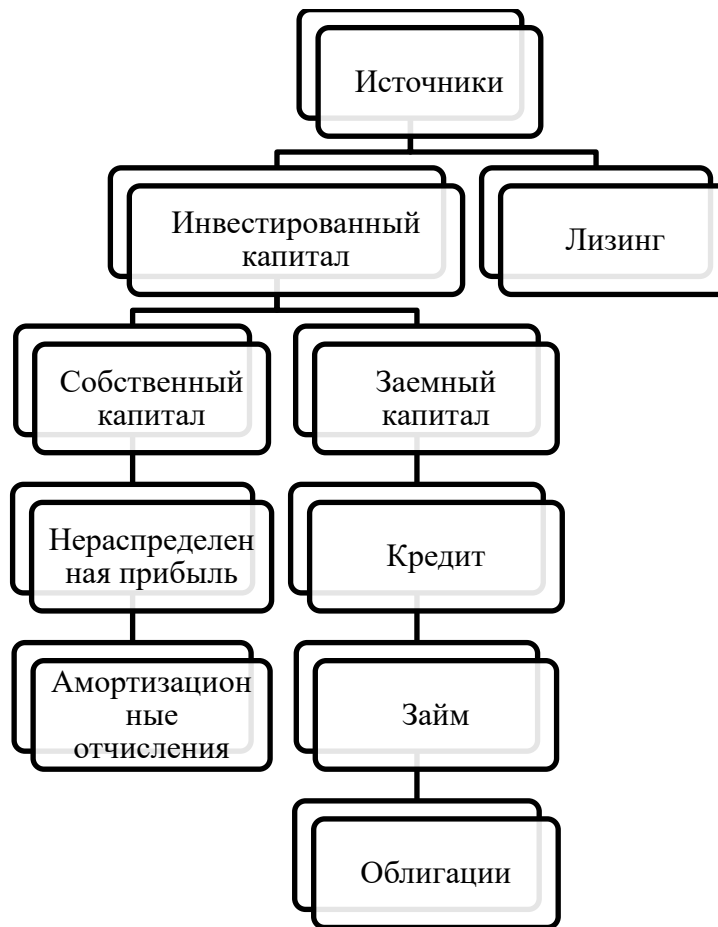 Источники
Инвестированный
капитал
Лизинг
Собственный
капитал
Заемный
капитал
Нераспределен
ная прибыль
Кредит
Амортизацион
ные
отчисления
Займ
Облигации